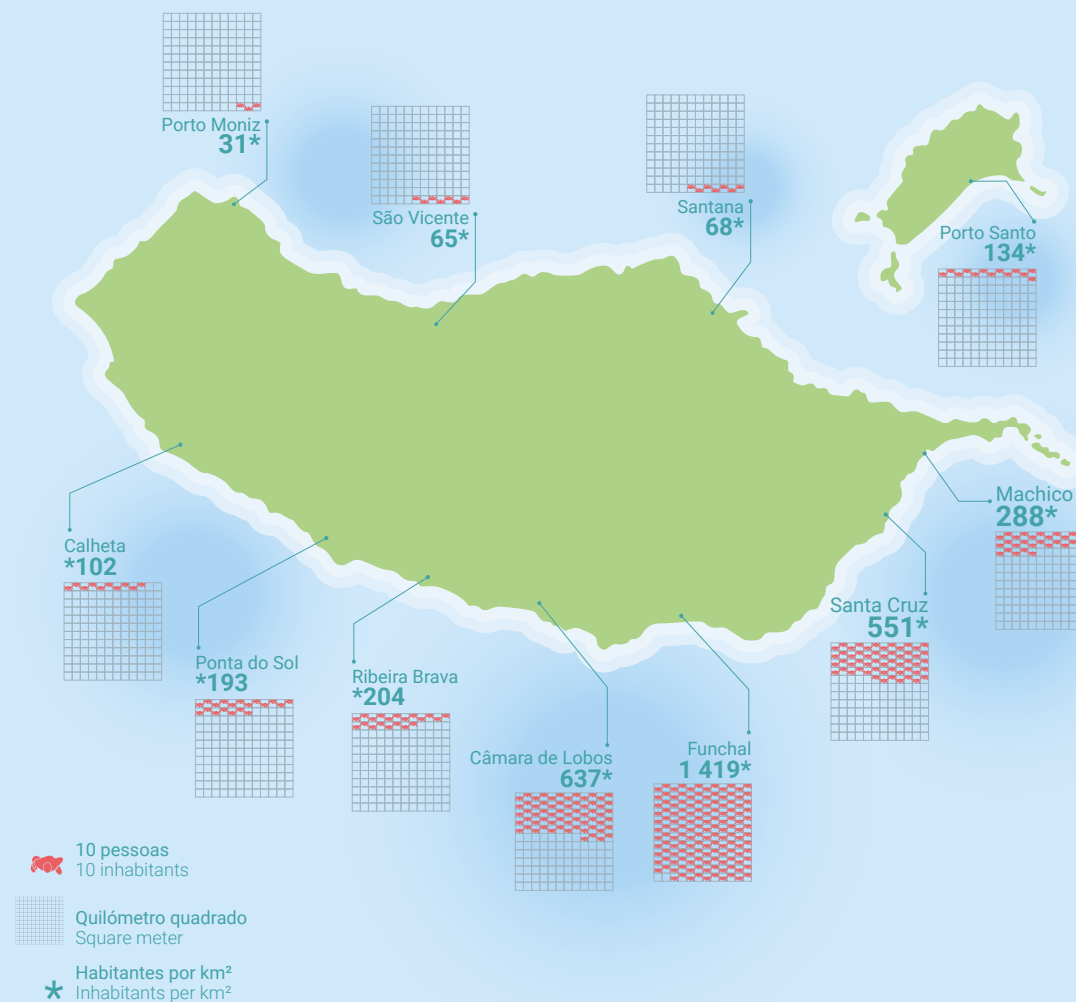 Porto Moniz
31*
São Vicente
65*
Santana
68*
Porto Santo
134*
Machico
288*
Calheta
*102
Santa Cruz
551*
Ponta do Sol
*193
Ribeira Brava
*204
Câmara de Lobos
637*
Funchal
1 419*
10 pessoas
10 inhabitants
Quilómetro quadrado
Square meter
* Habitantes por km²
Inhabitants per km²